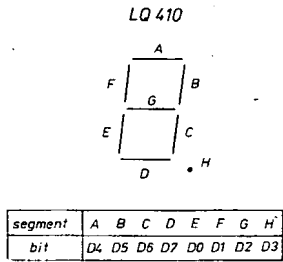 LQ 410
A
F
B
G
E
C
D
H
segment A B C D E F G H
bit D4 D5 D6 D7 D0 D1 D2 D3